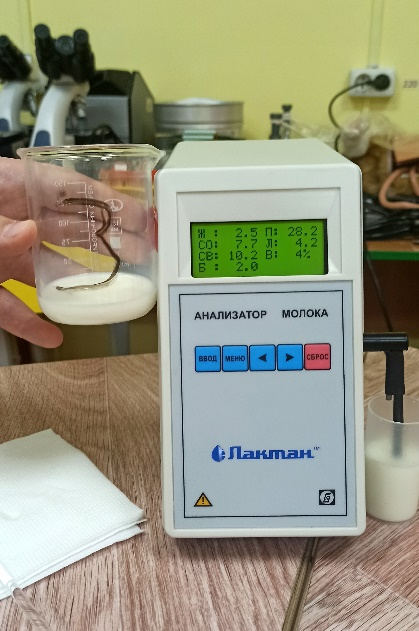 3
Ж : 2.5 П: 28.2
СО: 7.7 Л: 4.2
СВ: 10.2 В: 4%
Б : 2.0
АНАЛИЗАТОР МОЛОКА
ВВОД МЕНЮ СБРОС
Лактан